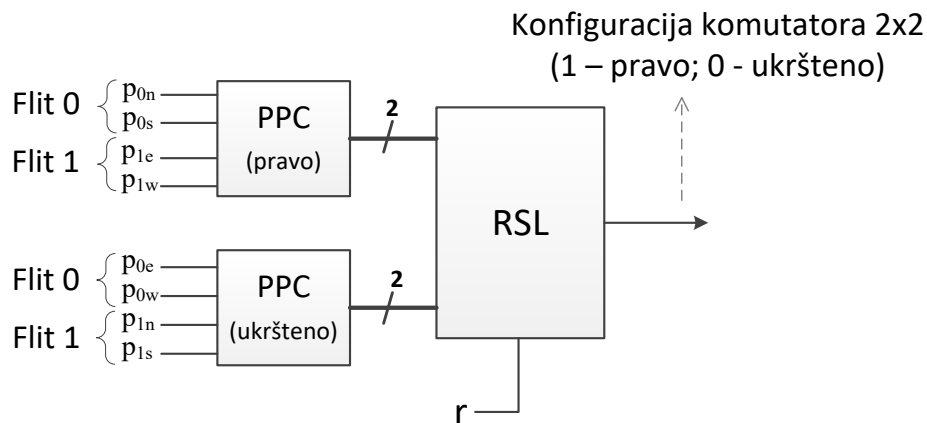 Konfiguracija komutatora 2x2
(1 – pravo; 0 - ukršteno)
Flit 0
p0n
p0s
Flit 1
p1e
p1w
PPC
(pravo)
2
RSL
Flit 0
p0e
p0w
Flit 1
p1n
p1s
PPC
(ukršteno)
2
r